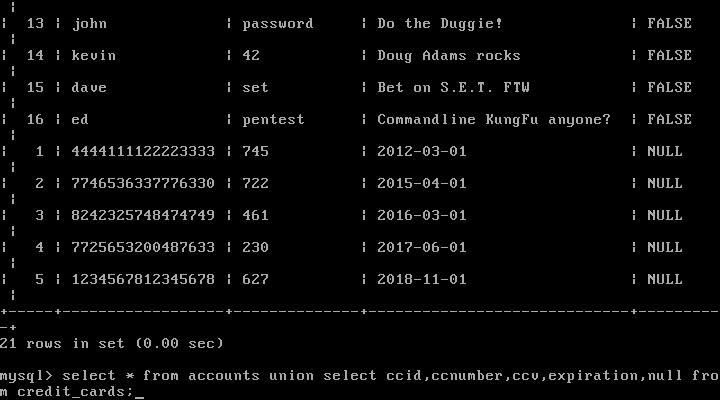 ¦
¦ 13 ¦ john ¦ password ¦ Do the Duggie! ¦ FALSE
¦
¦ 14 ¦ kevin ¦ 42 ¦ Doug Adams rocks ¦ FALSE
¦
¦ 15 ¦ dave ¦ set ¦ Bet on S.E.T. FTW ¦ FALSE
¦
¦ 16 ¦ ed ¦ pentest ¦ Commandline KungFu anyone? ¦ FALSE
¦
¦ 1 ¦ 4444111122223333 ¦ 745 ¦ 2012-03-01 ¦ NULL
¦
¦ 2 ¦ 7746536337776330 ¦ 722 ¦ 2015-04-01 ¦ NULL
¦
¦ 3 ¦ 8242325748474749 ¦ 461 ¦ 2016-03-01 ¦ NULL
¦
¦ 4 ¦ 7725653200487633 ¦ 230 ¦ 2017-06-01 ¦ NULL
¦
¦ 5 ¦ 1234567812345678 ¦ 627 ¦ 2018-11-01 ¦ NULL
¦
+-----+------------------+--------------+----------------------------+---------
-+
21 rows in set (0.00 sec)
mysql> select * from accounts union select ccid,ccnumber,ccv,expiration,null fro
m credit_cards;_